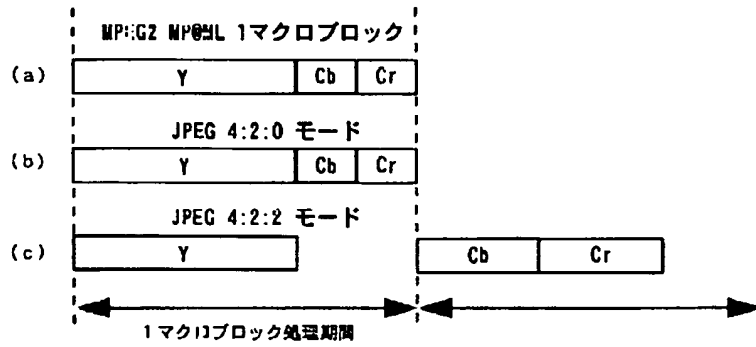 MPEG2 MP@ML 1マクロブロック
(a) Y Cb Cr
JPEG 4:2:0 モード
(b) Y Cb Cr
JPEG 4:2:2 モード
(c) Y Cb Cr
1マクロブロック処理期間